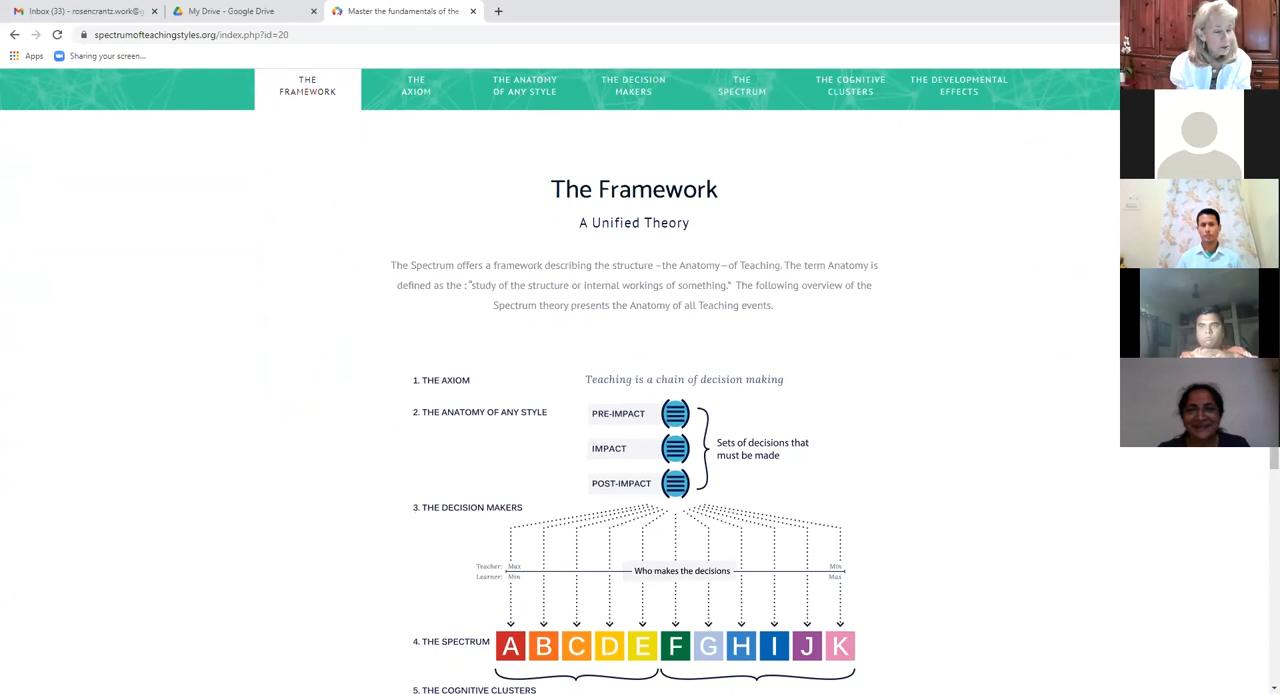 Inbox (33) - rosencrantz.work@g
My Drive - Google Drive
Master the fundamentals of the
spectrumofteachingstyles.org/index.php?id=20
Apps
Sharing your screen...
THE
FRAMEWORK
THE
AXIOM
THE ANATOMY
OF ANY STYLE
THE DECISION
MAKERS
THE
SPECTRUM
THE COGNITIVE
CLUSTERS
THE DEVELOPMENTAL
EFFECTS
The Framework
A Unified Theory
The Spectrum offers a framework describing the structure –the Anatomy—of Teaching. The term Anatomy is
defined as the : “study of the structure or internal workings of something.” The following overview of the
Spectrum theory presents the Anatomy of all Teaching events.
1. THE AXIOM
Teaching is a chain of decision making
2. THE ANATOMY OF ANY STYLE
PRE-IMPACT
IMPACT
POST-IMPACT
Sets of decisions that
must be made
3. THE DECISION MAKERS
Teacher: Max
Learner: Min
Who makes the decisions
Min
Max
4. THE SPECTRUM
A B C D E F G H I J K
5. THE COGNITIVE CLUSTERS